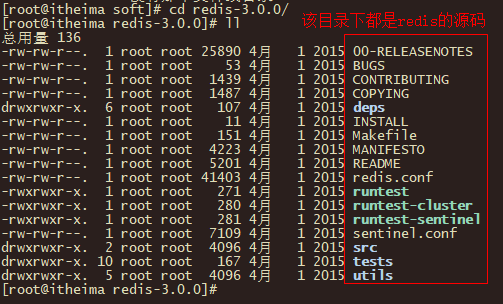 [root@itheima soft]# cd redis-3.0.0/
[root@itheima redis-3.0.0]# ll
该目录下都是redis的源码
总用量 136
-rw-rw-r--. 1 root root 25890 4月 1 2015 00-RELEASENOTES
-rw-rw-r--. 1 root root 53 4月 1 2015 BUGS
-rw-rw-r--. 1 root root 1439 4月 1 2015 CONTRIBUTING
-rw-rw-r--. 1 root root 1487 4月 1 2015 COPYING
drwxrwxr-x. 6 root root 107 4月 1 2015 deps
-rw-rw-r--. 1 root root 11 4月 1 2015 INSTALL
-rw-rw-r--. 1 root root 151 4月 1 2015 Makefile
-rw-rw-r--. 1 root root 4223 4月 1 2015 MANIFESTO
-rw-rw-r--. 1 root root 5201 4月 1 2015 README
-rw-rw-r--. 1 root root 41403 4月 1 2015 redis.conf
-rwxrwxr-x. 1 root root 271 4月 1 2015 runtest
-rwxrwxr-x. 1 root root 280 4月 1 2015 runtest-cluster
-rwxrwxr-x. 1 root root 281 4月 1 2015 runtest-sentinel
-rw-rw-r--. 1 root root 7109 4月 1 2015 sentinel.conf
drwxrwxr-x. 2 root root 4096 4月 1 2015 src
drwxrwxr-x. 10 root root 167 4月 1 2015 tests
drwxrwxr-x. 5 root root 4096 4月 1 2015 utils
[root@itheima redis-3.0.0]#